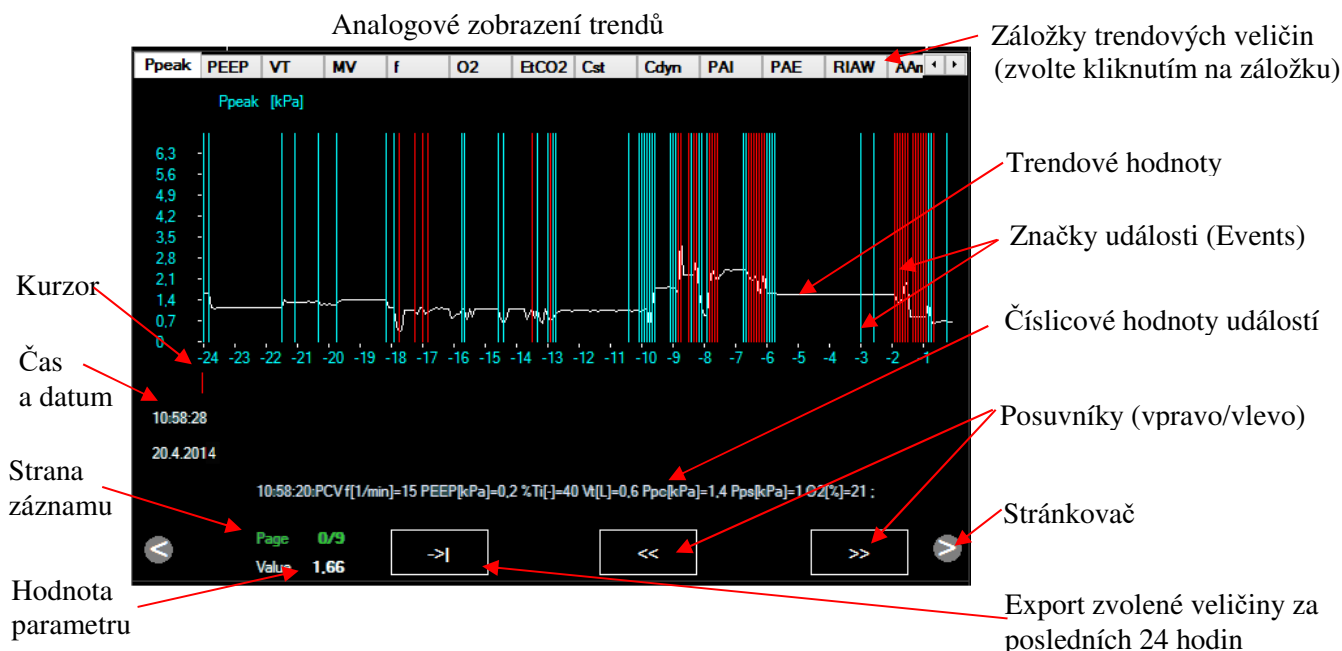 Analogové zobrazení trendů
Záložky trendových veličin
(zvolte kliknutím na záložku)
Ppeak PEEP VT MV f O2 EtCO2 Cst Cdyn PAI PAE RIAW
Ppeak [kPa]
6,3
5,6
4,9
4,2
3,5
2,8
2,1
1,4
0,7
0
-24 -23 -22 -21 -20 -19 -18 -17 -16 -15 -14 -13 -12 -11 -10 -9 -8 -7 -6 -5 -4 -3 -2 -1
Trendové hodnoty
Značky události (Events)
Číslicové hodnoty událostí
Posuvníky (vpravo/vlevo)
Stránkovač
Export zvolené veličiny za
posledních 24 hodin
Kurzor
Čas
a datum
10:58:28
20.4.2014
Strana
záznamu
10:58:20:PCV f[1/min]=15 PEEP[kPa]=0,2 %Ti[-]=40 Vt[L]=0,6 Ppc[kPa]=1,4 Pps[kPa]=1 O2[%]=21 ;
Page 0/9
Value 1,66
< ->| << >> >
Hodnota
parametru